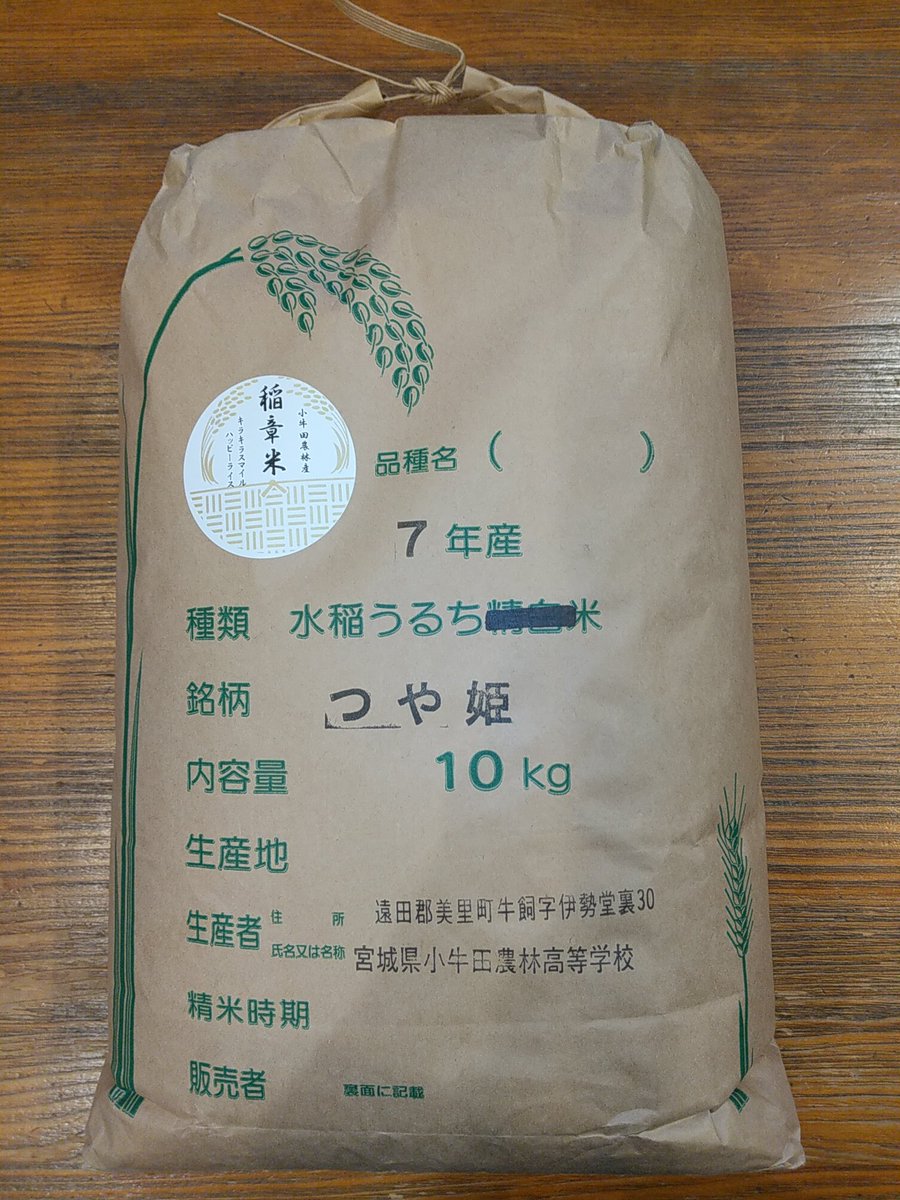 小牛田農林産
稲章米
キラキラスマイル
ハッピーライス
品種名 ( )
7年産
種類 水稲うるち精白米
銘柄 つや姫
内容量 10kg
生産地
生産者 住所 遠田郡美里町牛飼字伊勢堂裏30
氏名又は名称 宮城県小牛田農林高等学校
精米時期
販売者 裏面に記載